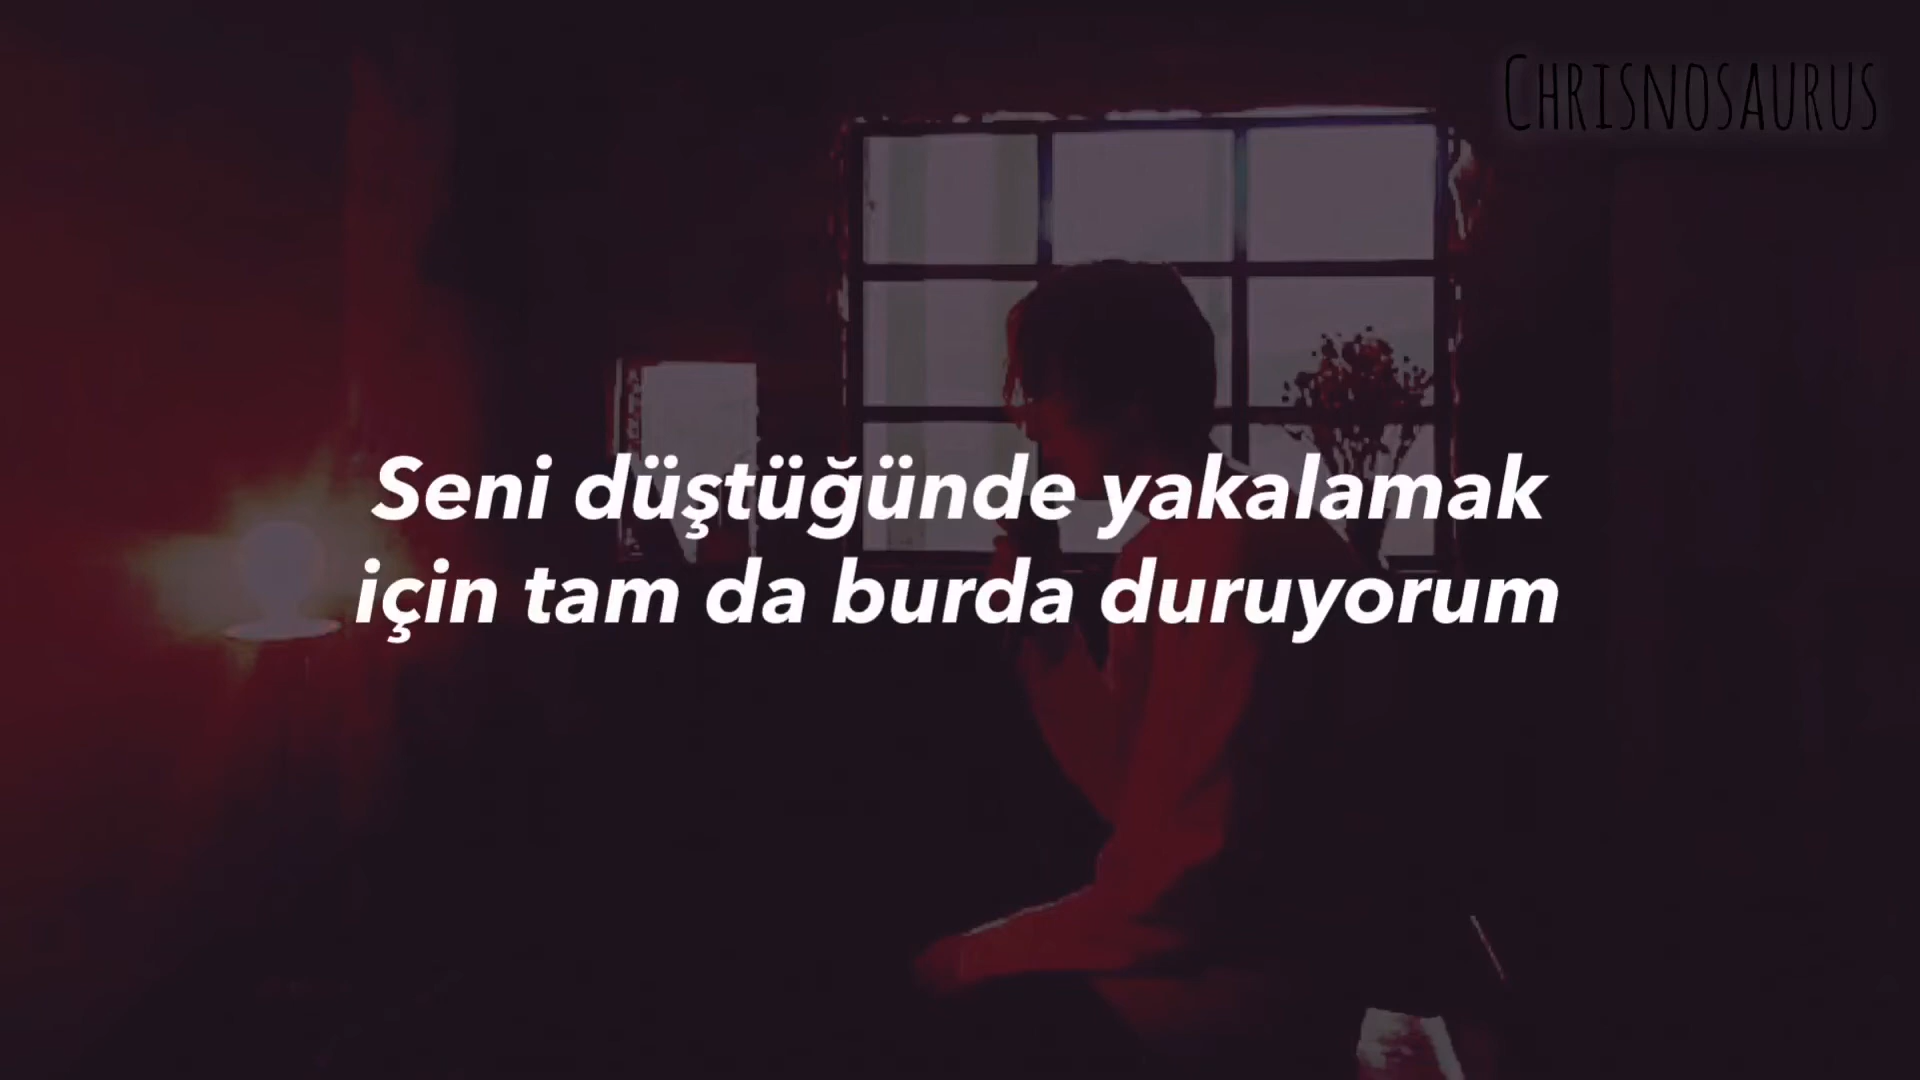 CHRISNOSAURUS
Seni düştüğünde yakalamak
için tam da burda duruyorum